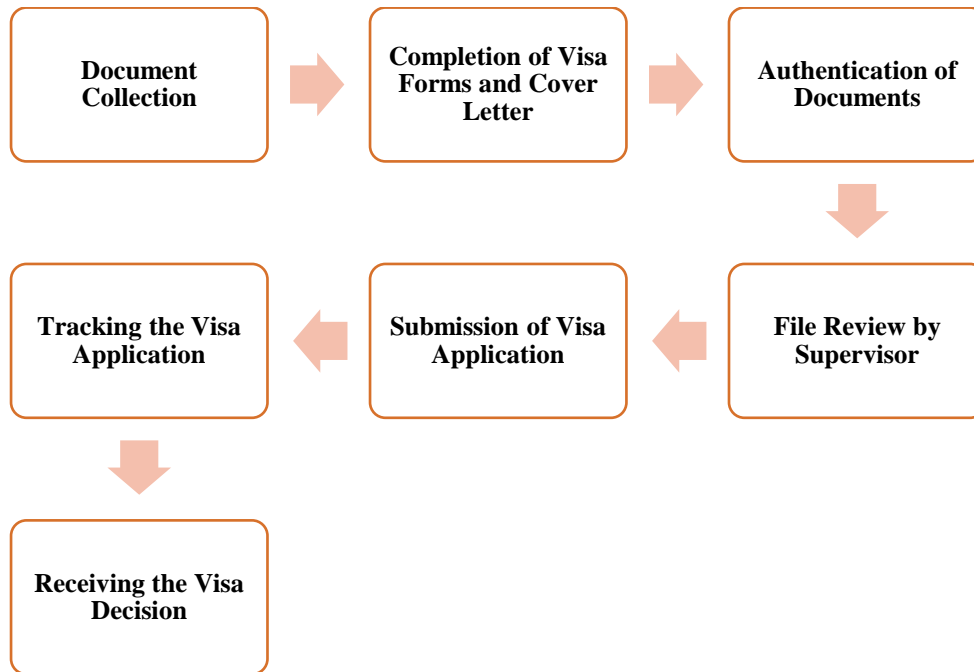 Document
Collection
Completion of Visa
Forms and Cover
Letter
Authentication of
Documents
File Review by
Supervisor
Submission of Visa
Application
Tracking the Visa
Application
Receiving the Visa
Decision